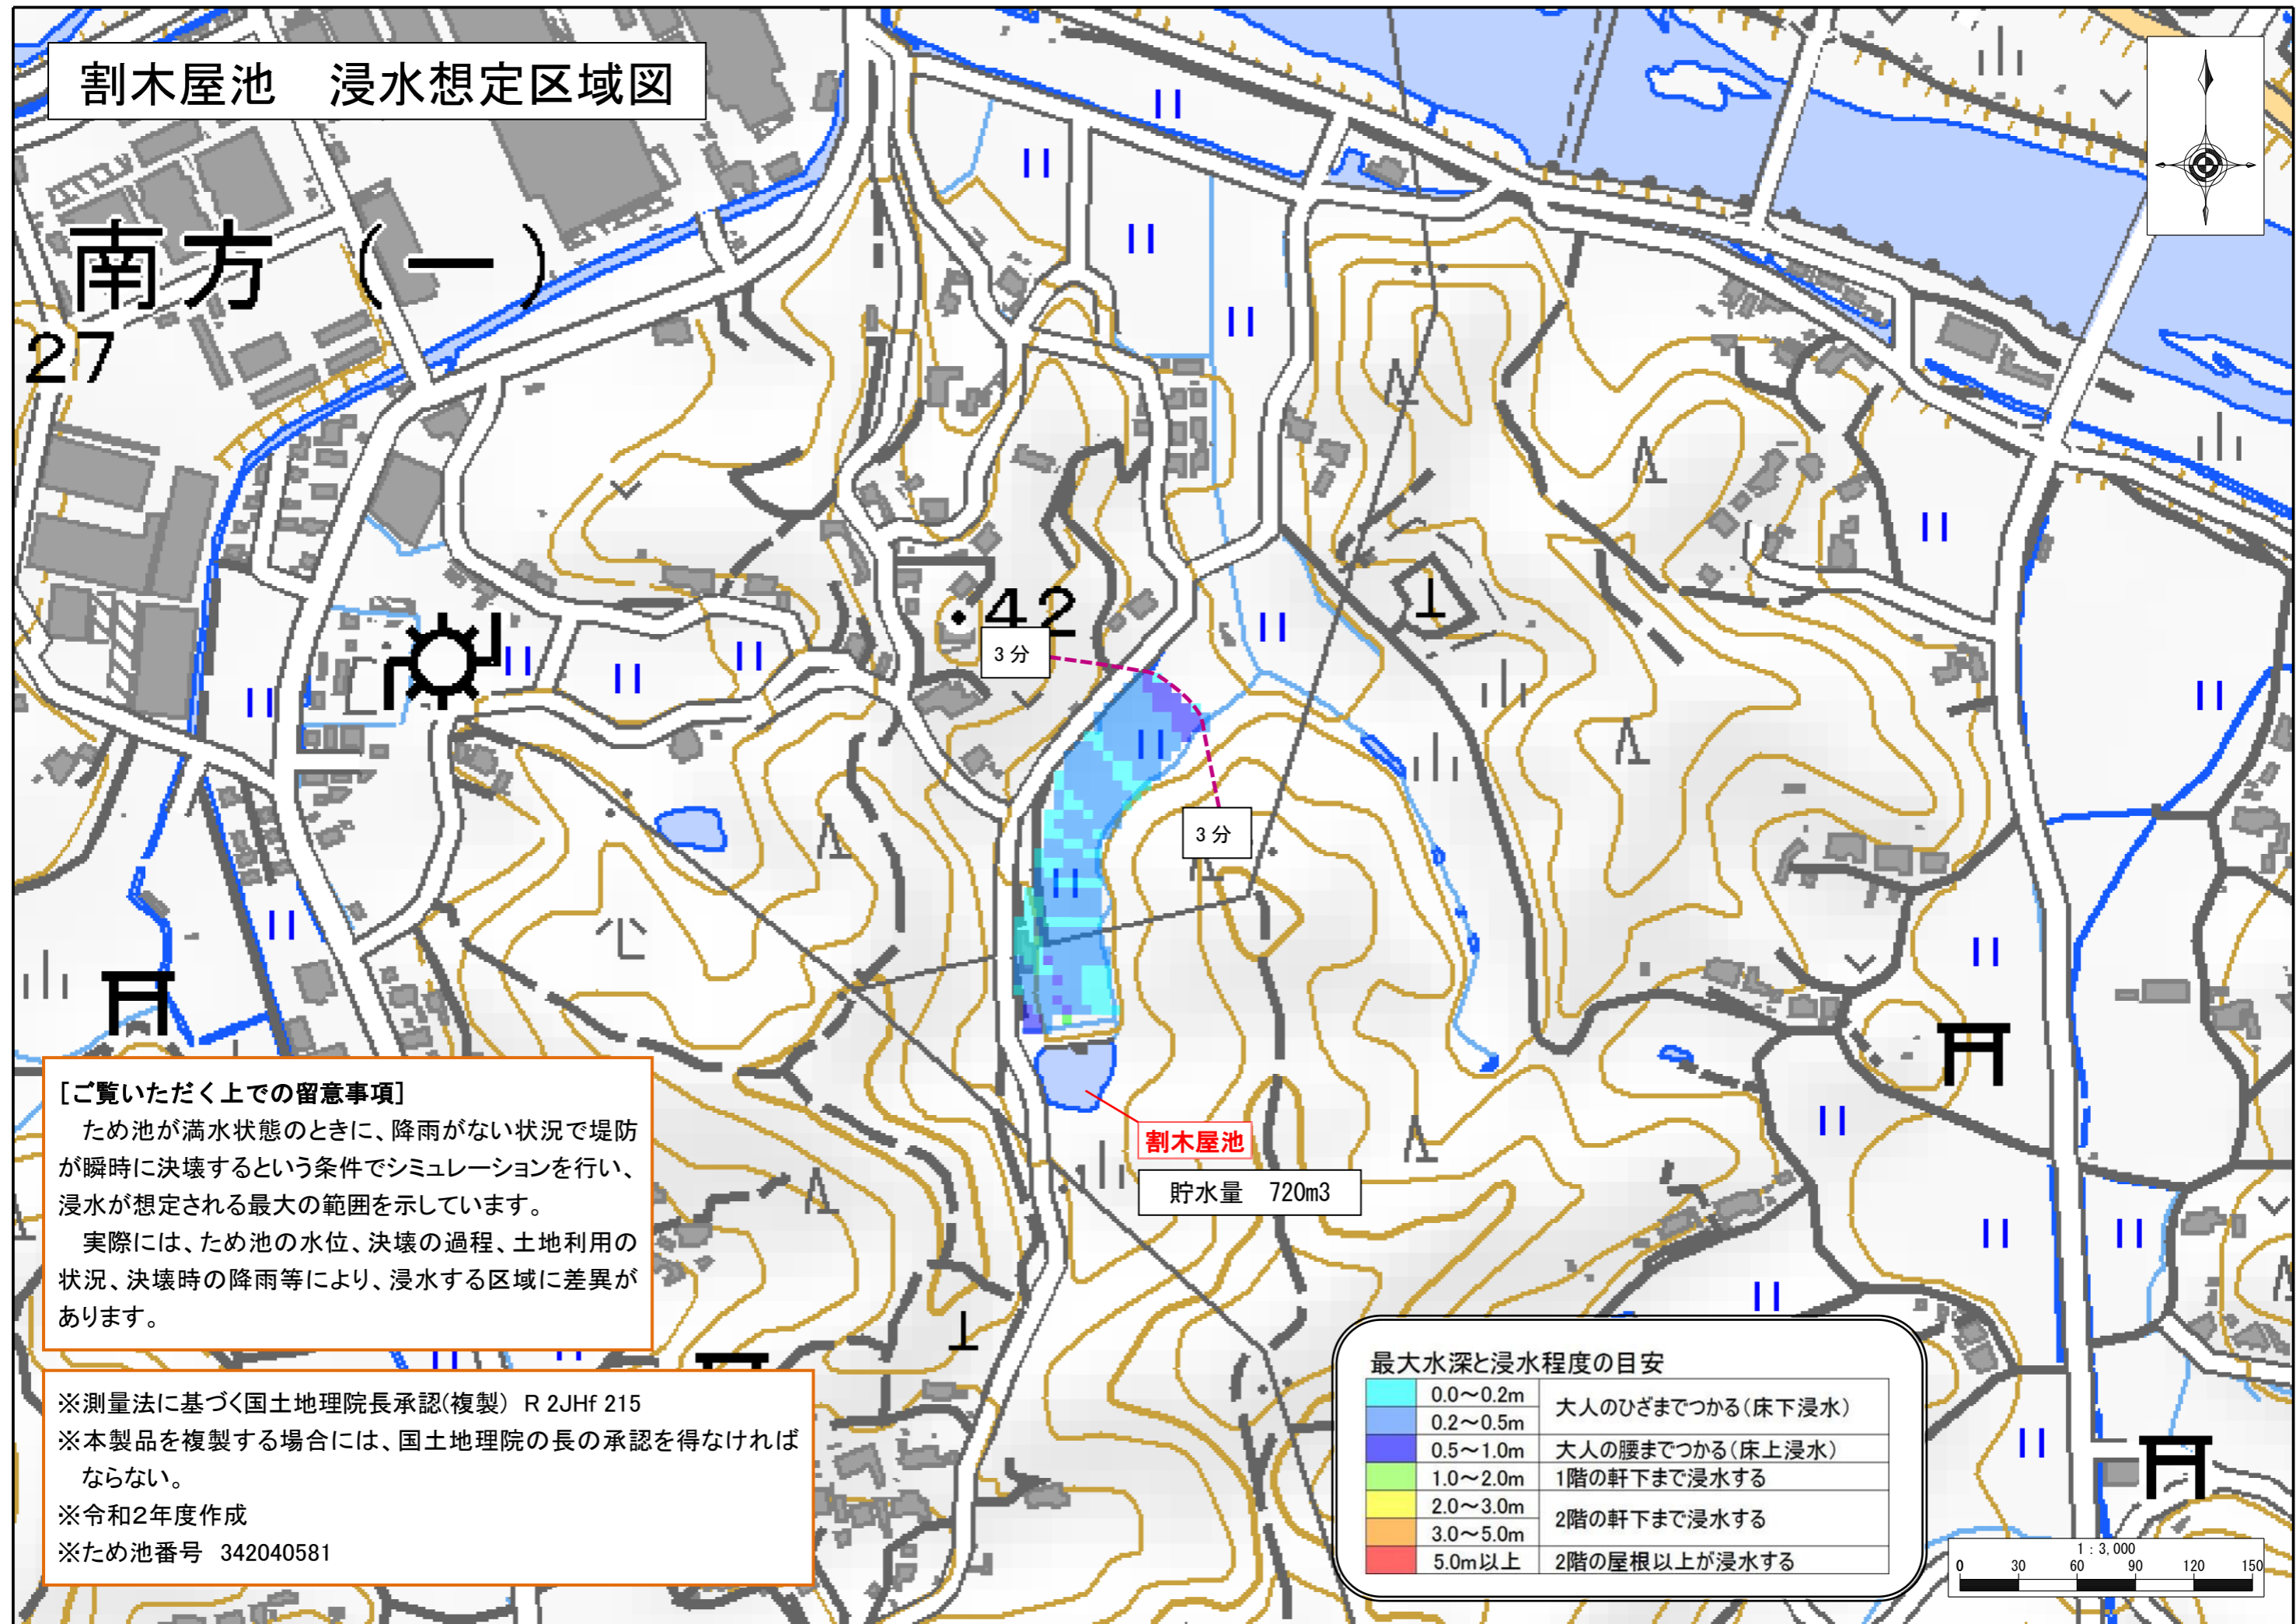 割木屋池　浸水想定区域図
南方（一）
27
42
3分
3分
割木屋池
貯水量　720m3
[ご覧いただく上での留意事項]
　ため池が満水状態のときに、降雨がない状況で堤防
が瞬時に決壊するという条件でシミュレーションを行い、
浸水が想定される最大の範囲を示しています。
　実際には、ため池の水位、決壊の過程、土地利用の
状況、決壊時の降雨等により、浸水する区域に差異が
あります。
※測量法に基づく国土地理院長承認(複製)　R 2JHf 215
※本製品を複製する場合には、国土地理院の長の承認を得なければ
ならない。
※令和2年度作成
※ため池番号　342040581
最大水深と浸水程度の目安
0.0～0.2m　大人のひざまでつかる(床下浸水)
0.2～0.5m
0.5～1.0m　大人の腰までつかる(床上浸水)
1.0～2.0m　1階の軒下まで浸水する
2.0～3.0m　2階の軒下まで浸水する
3.0～5.0m
5.0m以上　2階の屋根以上が浸水する
1：3,000
0　30　60　90　120　150